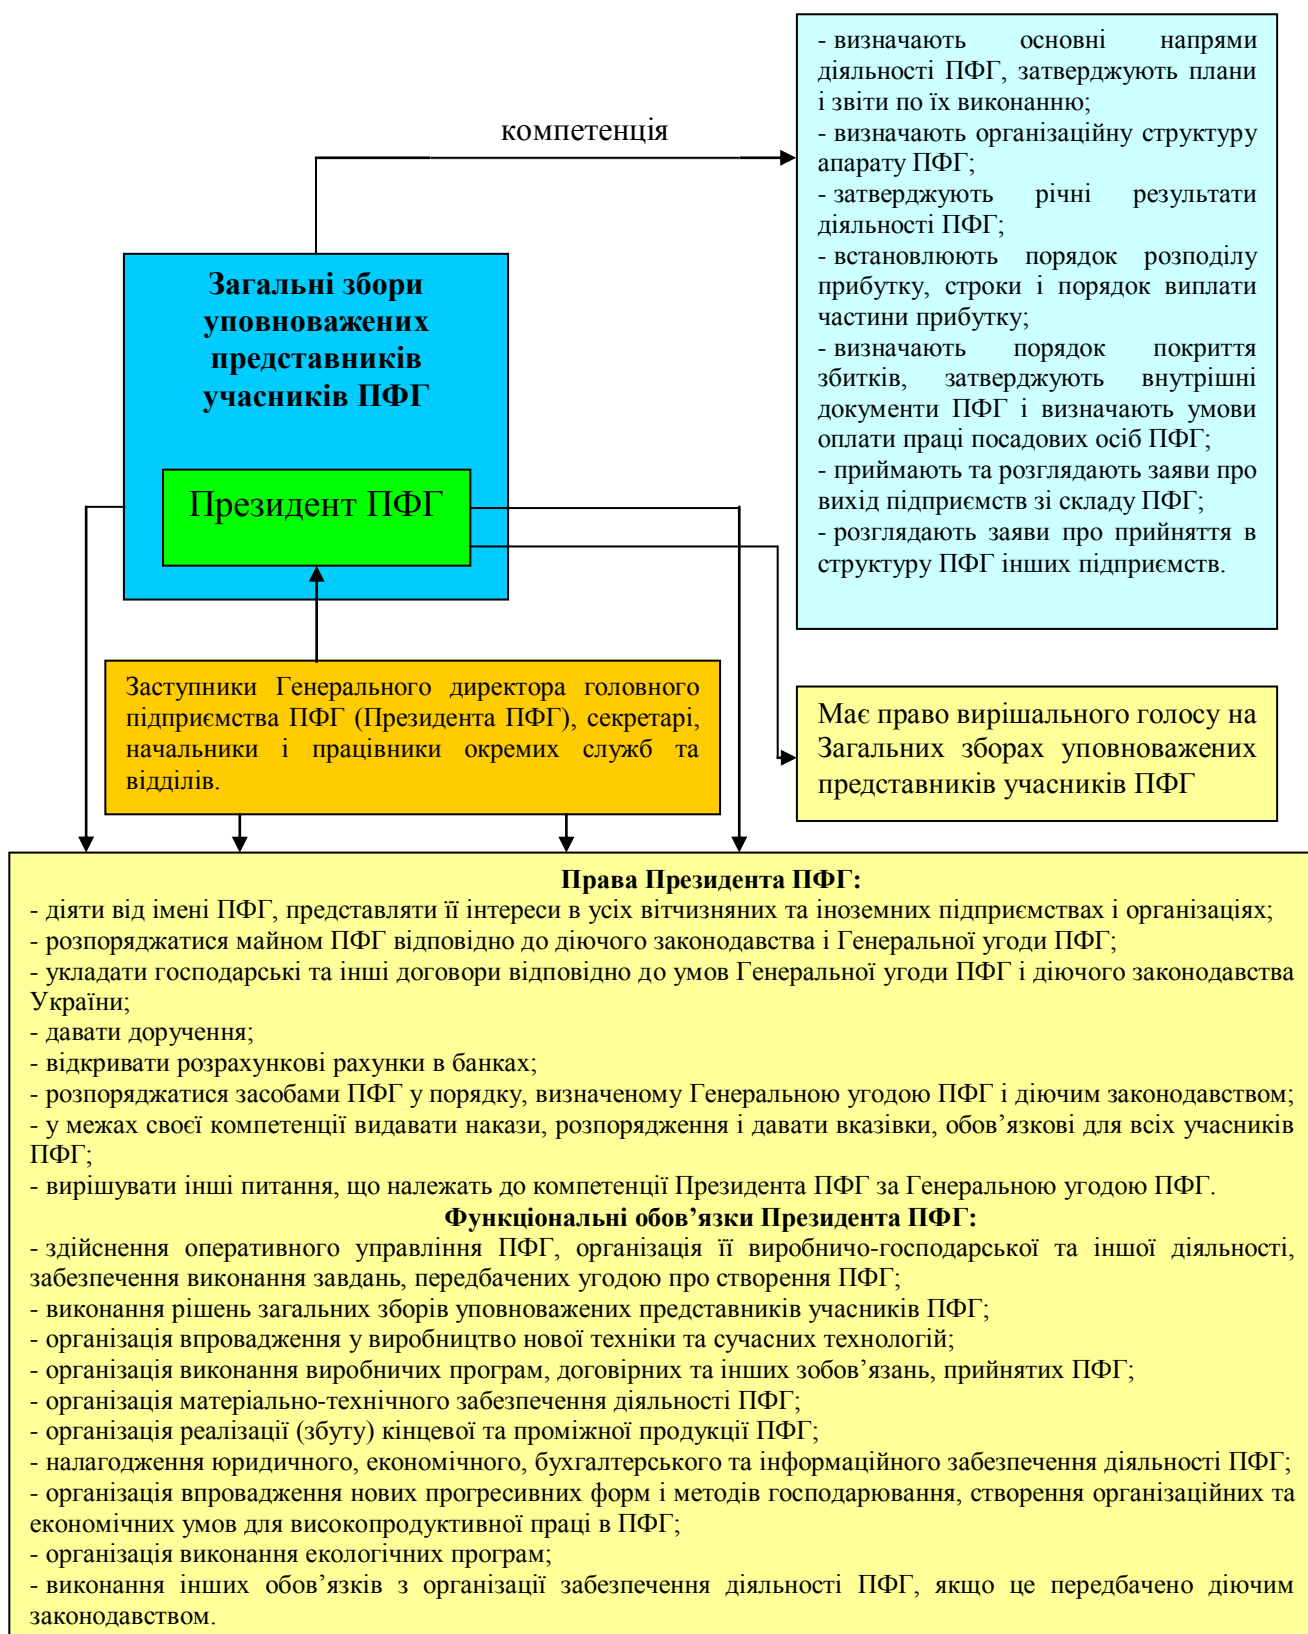 компетенція
- визначають основні напрями
діяльності ПФГ, затверджують плани
і звіти по їх виконанню;
- визначають організаційну структуру
апарату ПФГ;
- затверджують річні результати
діяльності ПФГ;
- встановлюють порядок розподілу
прибутку, строки і порядок виплати
частини прибутку;
- визначають порядок покриття
збитків, затверджують внутрішні
документи ПФГ і визначають умови
оплати праці посадових осіб ПФГ;
- приймають та розглядають заяви про
вихід підприємств зі складу ПФГ;
- розглядають заяви про прийняття в
структуру ПФГ інших підприємств.
Загальні збори
уповноважених
представників
учасників ПФГ
Президент ПФГ
Заступники Генерального директора головного
підприємства ПФГ (Президента ПФГ), секретарі,
начальники і працівники окремих служб та
відділів.
Має право вирішального голосу на
Загальних зборах уповноважених
представників учасників ПФГ
Права Президента ПФГ:
- діяти від імені ПФГ, представляти її інтереси в усіх вітчизняних та іноземних підприємствах і організаціях;
- розпоряджатися майном ПФГ відповідно до діючого законодавства і Генеральної угоди ПФГ;
- укладати господарські та інші договори відповідно до умов Генеральної угоди ПФГ і діючого законодавства
України;
- давати доручення;
- відкривати розрахункові рахунки в банках;
- розпоряджатися засобами ПФГ у порядку, визначеному Генеральною угодою ПФГ і діючим законодавством;
- у межах своєї компетенції видавати накази, розпорядження і давати вказівки, обов’язкові для всіх учасників
ПФГ;
- вирішувати інші питання, що належать до компетенції Президента ПФГ за Генеральною угодою ПФГ.
Функціональні обов’язки Президента ПФГ:
- здійснення оперативного управління ПФГ, організація її виробничо-господарської та іншої діяльності,
забезпечення виконання завдань, передбачених угодою про створення ПФГ;
- виконання рішень загальних зборів уповноважених представників учасників ПФГ;
- організація впровадження у виробництво нової техніки та сучасних технологій;
- організація виконання виробничих програм, договірних та інших зобов’язань, прийнятих ПФГ;
- організація матеріально-технічного забезпечення діяльності ПФГ;
- організація реалізації (збуту) кінцевої та проміжної продукції ПФГ;
- налагодження юридичного, економічного, бухгалтерського та інформаційного забезпечення діяльності ПФГ;
- організація впровадження нових прогресивних форм і методів господарювання, створення організаційних та
економічних умов для високопродуктивної праці в ПФГ;
- організація виконання екологічних програм;
- виконання інших обов’язків з організації забезпечення діяльності ПФГ, якщо це передбачено діючим
законодавством.